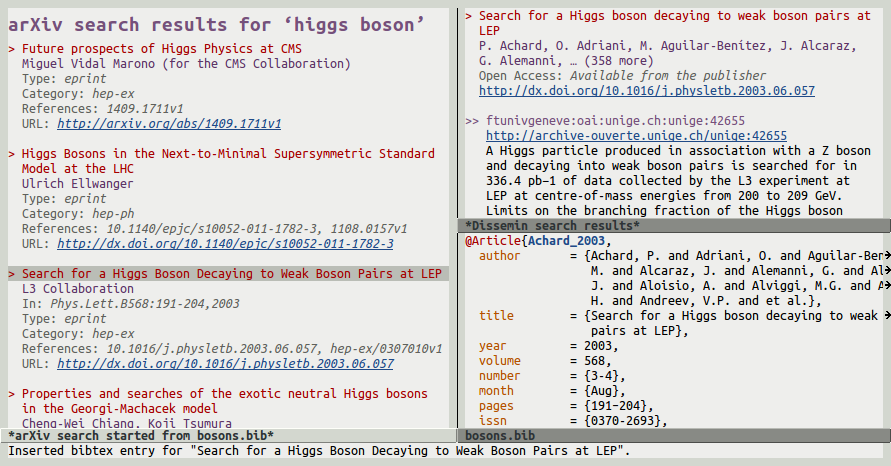 arXiv search results for ‘higgs boson’
> Future prospects of Higgs Physics at CMS
Miguel Vidal Marono (for the CMS Collaboration)
Type: eprint
Category: hep-ex
References: 1409.1711v1
URL: http://arxiv.org/abs/1409.1711v1
> Higgs Bosons in the Next-to-Minimal Supersymmetric Standard
Model at the LHC
Ulrich Ellwanger
Type: eprint
Category: hep-ph
References: 10.1140/epjc/s10052-011-1782-3, 1108.0157v1
URL: http://dx.doi.org/10.1140/epjc/s10052-011-1782-3
> Search for a Higgs Boson Decaying to Weak Boson Pairs at LEP
L3 Collaboration
In: Phys.Lett.B568:191-204,2003
Type: eprint
Category: hep-ex
References: 10.1016/j.physletb.2003.06.057, hep-ex/0307010v1
URL: http://dx.doi.org/10.1016/j.physletb.2003.06.057
> Properties and searches of the exotic neutral Higgs bosons
in the Georgi-Machacek model
Cheng-Wei Chiang, Koji Tsumura
*arXiv search started from bosons.bib*
> Search for a Higgs boson decaying to weak boson pairs at
LEP
P. Achard, O. Adriani, M. Aguilar-Benitez, J. Alcaraz,
G. Alemanni, … (358 more)
Open Access: Available from the publisher
http://dx.doi.org/10.1016/j.physletb.2003.06.057
>> ftunivgeneve:oai:unige.ch:unige:42655
http://archive-ouverte.unige.ch/unige:42655
A Higgs particle produced in association with a Z boson
and decaying into weak boson pairs is searched for in
336.4 pb−1 of data collected by the L3 experiment at
LEP at centre-of-mass energies from 200 to 209 GeV.
Limits on the branching fraction of the Higgs boson
*Dissemin search results*
@Article{Achard_2003,
author = {Achard, P. and Adriani, O. and Aguilar-Ben
M. and Alcaraz, J. and Alemanni, G. and Al
J. and Aloisio, A. and Alviggi, M.G. and A
H. and Andreev, V.P. and et al.},
title = {Search for a Higgs boson decaying to weak
pairs at LEP},
year = 2003,
volume = 568,
number = {3-4},
month = {Aug},
pages = {191–204},
issn = {0370-2693},
bosons.bib
Inserted bibtex entry for "Search for a Higgs Boson Decaying to Weak Boson Pairs at LEP".